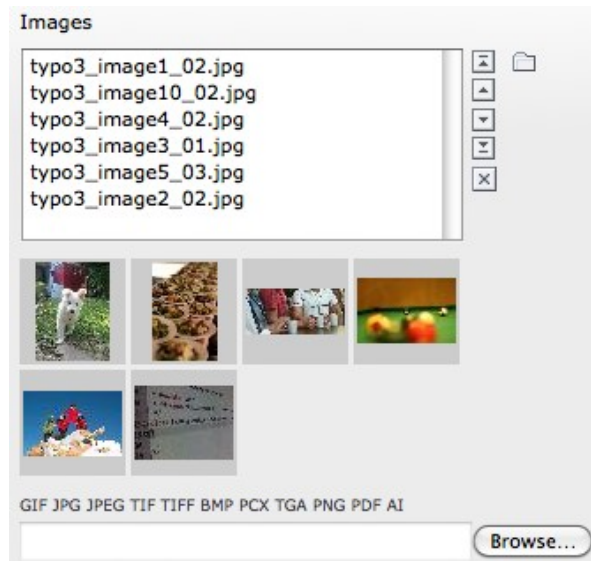 Images
typo3_image1_02.jpg
typo3_image10_02.jpg
typo3_image4_02.jpg
typo3_image3_01.jpg
typo3_image5_03.jpg
typo3_image2_02.jpg
GIF JPG JPEG TIF TIFF BMP PCX TGA PNG PDF AI
Browse...